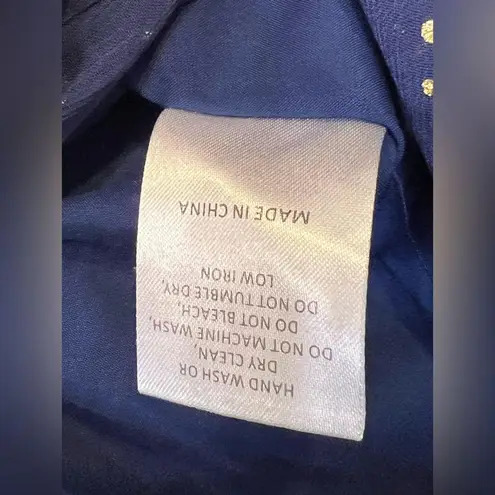 HAND WASH OR
DRY CLEAN,
DO NOT MACHINE WASH,
DO NOT BLEACH,
DO NOT TUMBLE DRY,
LOW IRON
MADE IN CHINA